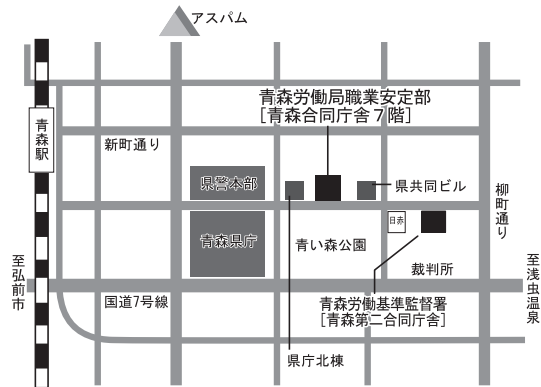 アスパム
青森労働局職業安定部
［青森合同庁舎７階］
青森駅
新町通り
県警本部
県共同ビル
柳町通り
日赤
青森県庁
青い森公園
裁判所
至弘前市
至浅虫温泉
国道7号線
青森労働基準監督署
［青森第二合同庁舎］
県庁北棟